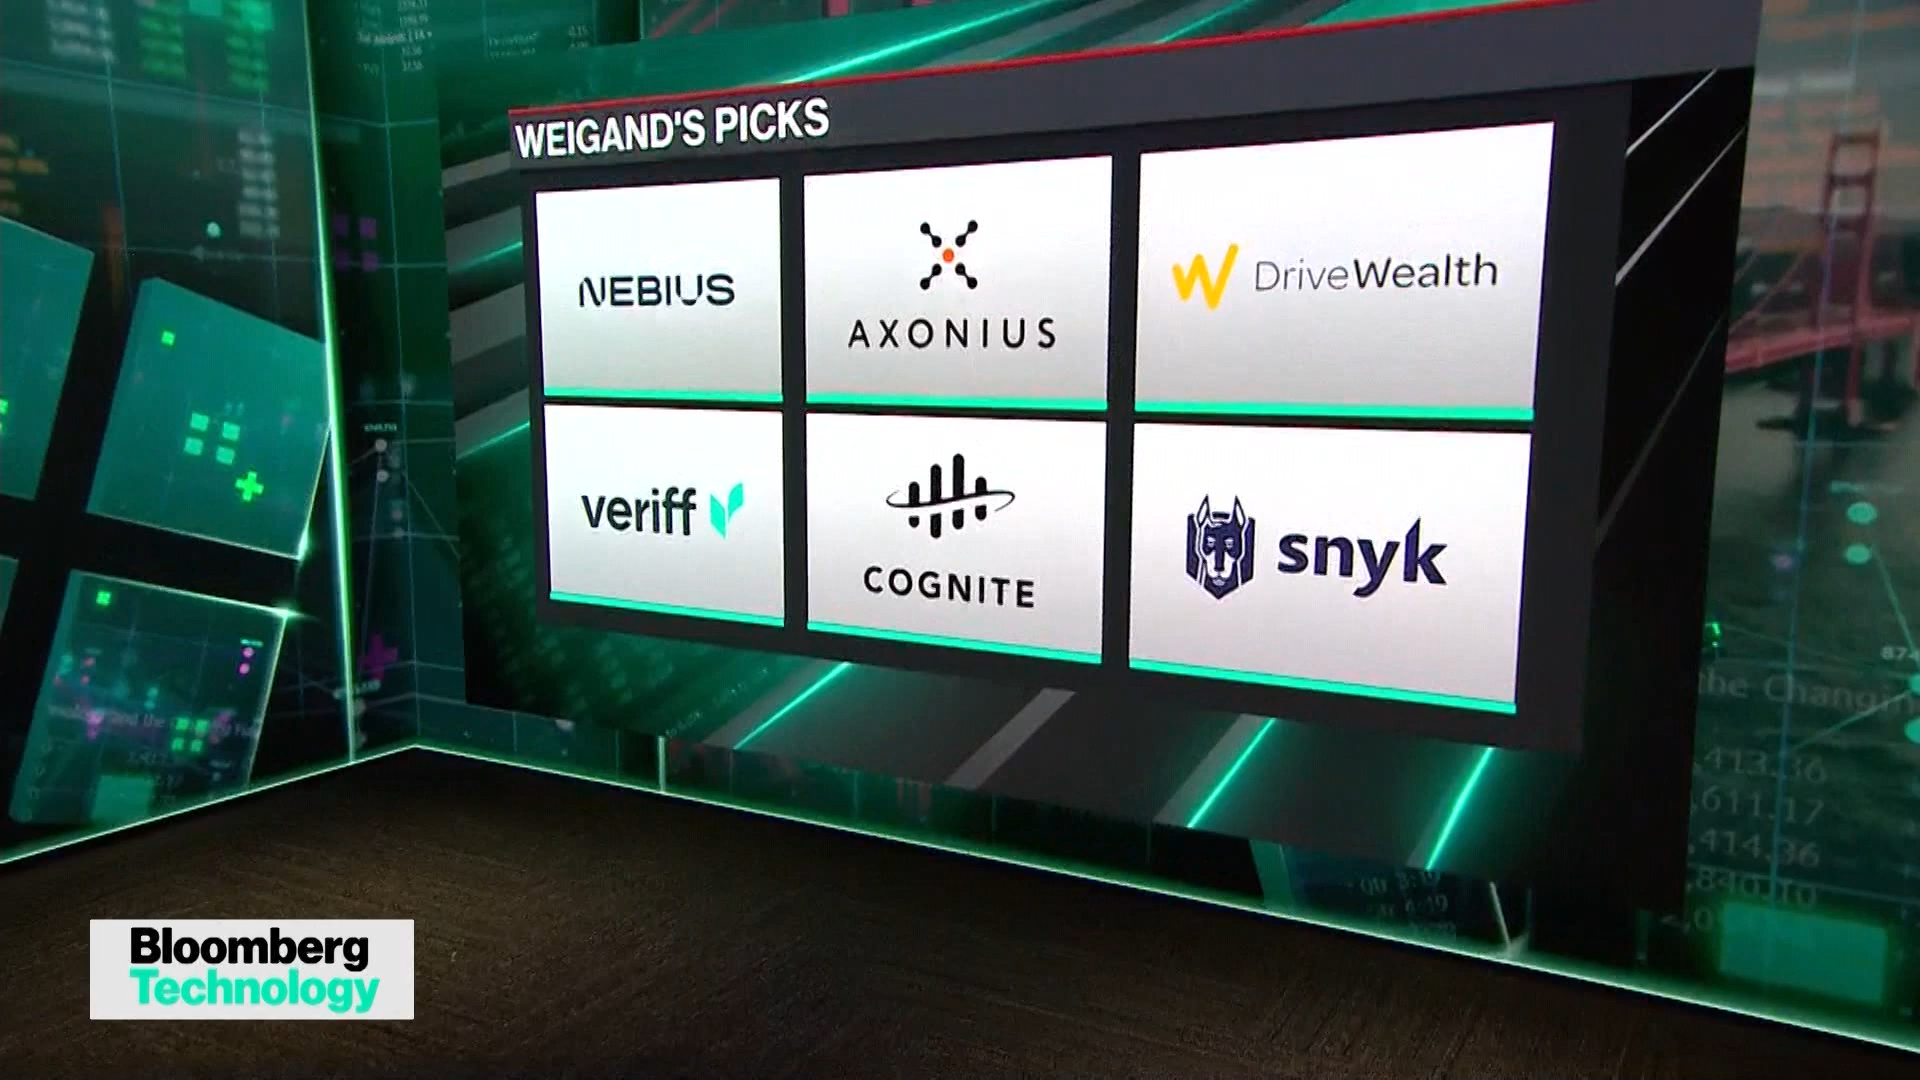 WEIGAND'S PICKS
NEBIUS
AXONIUS
DriveWealth
veriff
COGNITE
snyk
Bloomberg
Technology